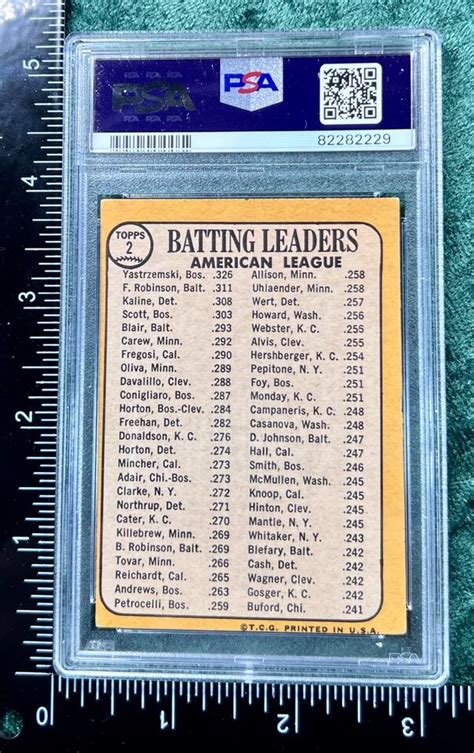 PSA
82282229
TOPPS
2
BATTING LEADERS
AMERICAN LEAGUE
Yastrzemski, Bos. .326
F. Robinson, Balt. .311
Kaline, Det. .308
Scott, Bos. .303
Blair, Balt. .293
Carew, Minn. .292
Fregosi, Cal. .290
Oliva, Minn. .289
Davalillo, Clev. .288
Conigliaro, Bos. .287
Horton, Bos.-Clev. .284
Freehan, Det. .282
Donaldson, K. C. .276
Horton, Det. .274
Mincher, Cal. .273
Adair, Chi.-Bos. .273
Clarke, N. Y. .272
Northrup, Det. .271
Cater, K. C. .270
Killebrew, Minn. .269
B. Robinson, Balt. .269
Tovar, Minn. .266
Reichardt, Cal. .265
Andrews, Bos. .263
Petrocelli, Bos. .259
Allison, Minn. .258
Uhlaender, Minn. .258
Wert, Det. .257
Howard, Wash. .256
Webster, K. C. .255
Alvis, Clev. .255
Hershberger, K. C. .254
Pepitone, N. Y. .251
Foy, Bos. .251
Monday, K. C. .251
Campaneris, K. C. .248
Casanova, Wash. .248
D. Johnson, Balt. .247
Hall, Cal. .247
Smith, Bos. .246
McMullen, Wash. .245
Knoop, Cal. .245
Hinton, Clev. .245
Mantle, N. Y. .245
Whitaker, N. Y. .243
Blefary, Balt. .242
Cash, Det. .242
Wagner, Clev. .242
Gosger, K. C. .242
Buford, Chi. .241
©T.C.G. PRINTED IN U.S.A.
PSA
5
4
3
2
1
0
1
2
3